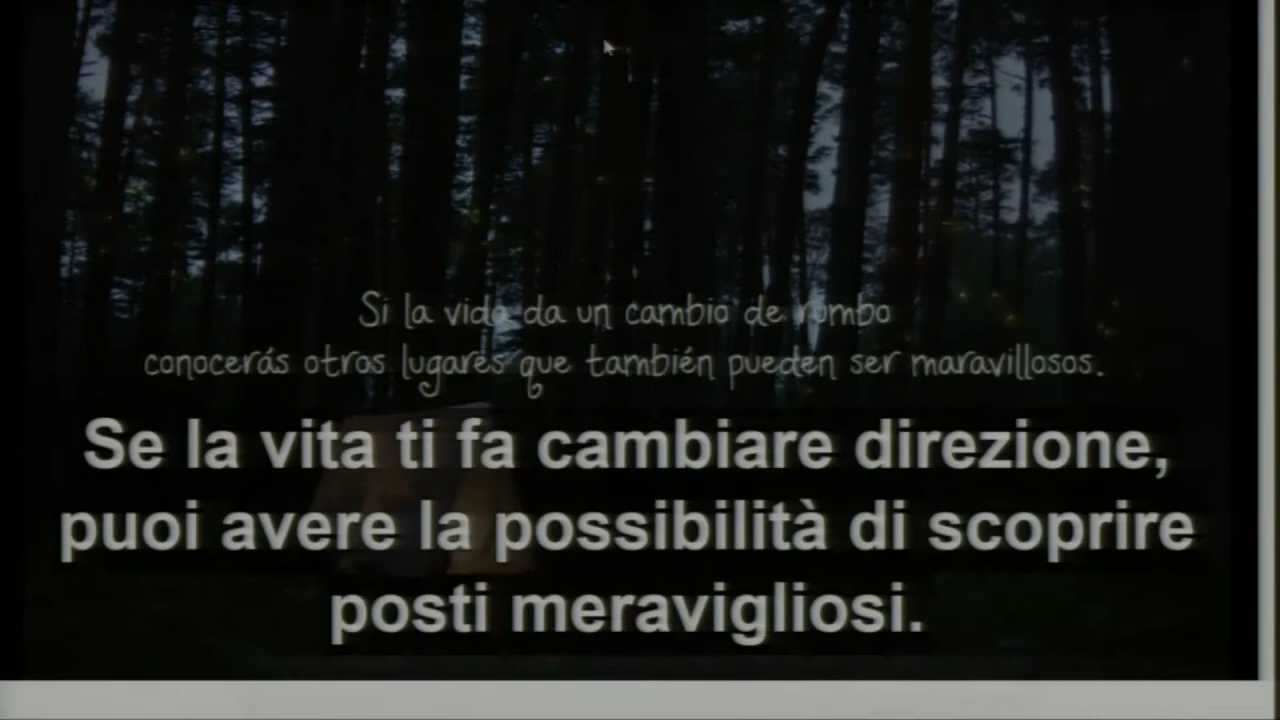 Si la vida da un cambio de rombo
conocerás otros lugares que también pueden ser maravillosos.
Se la vita ti fa cambiare direzione,
puoi avere la possibilità di scoprire
posti meravigliosi.